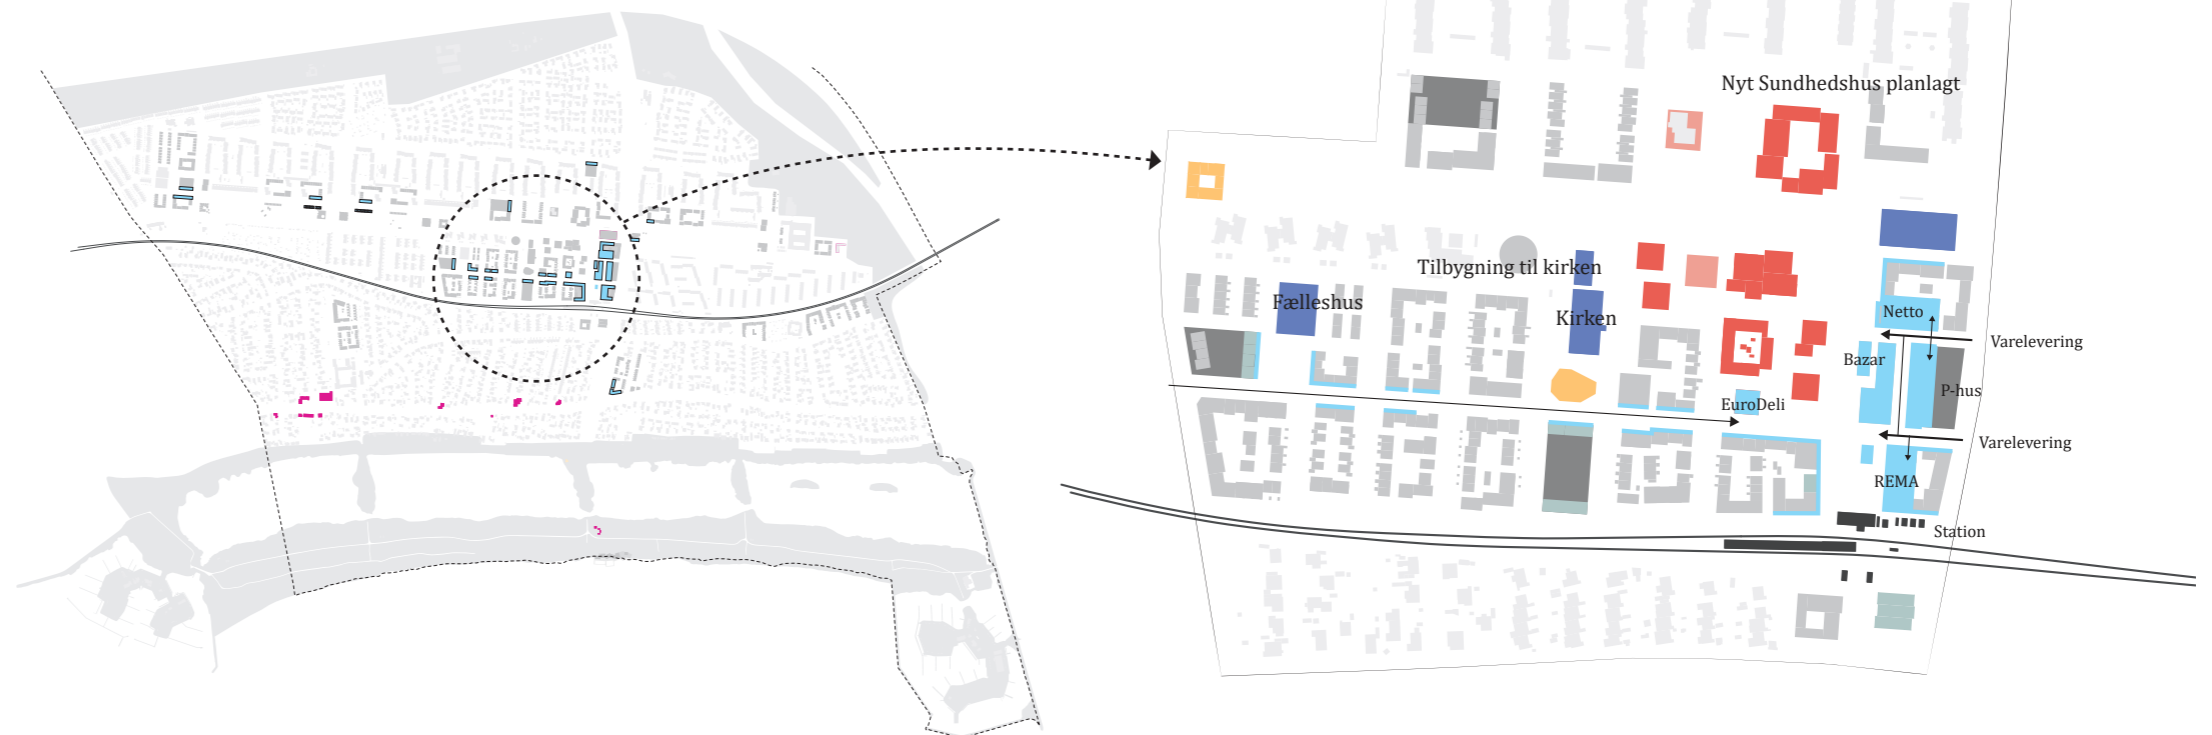 Nyt Sundhedshus planlagt
Tilbygning til kirken
Fælleshus
Kirken
Netto
Varelevering
Bazar
P-hus
EuroDeli
Varelevering
REMA
Station